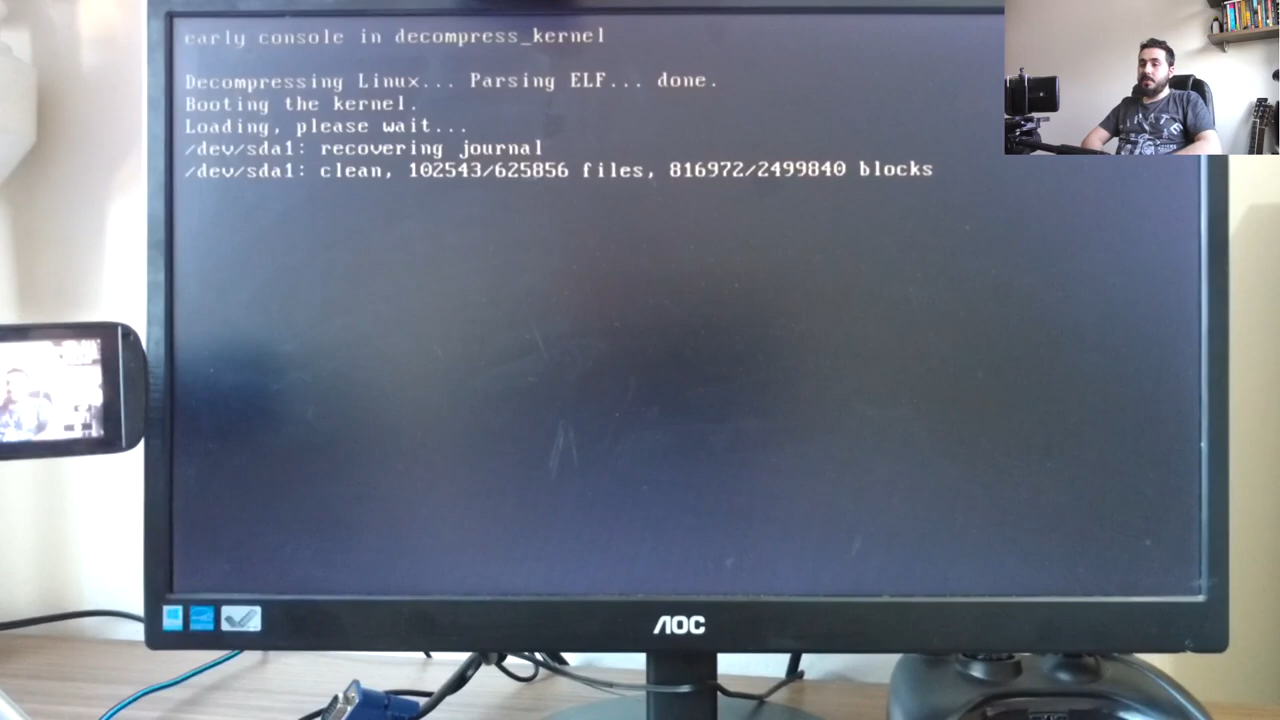 early console in decompress_kernel
Decompressing Linux... Parsing ELF... done.
Booting the kernel.
Loading, please wait...
/dev/sda1: recovering journal
/dev/sda1: clean, 102543/625856 files, 816972/2499840 blocks
AOC